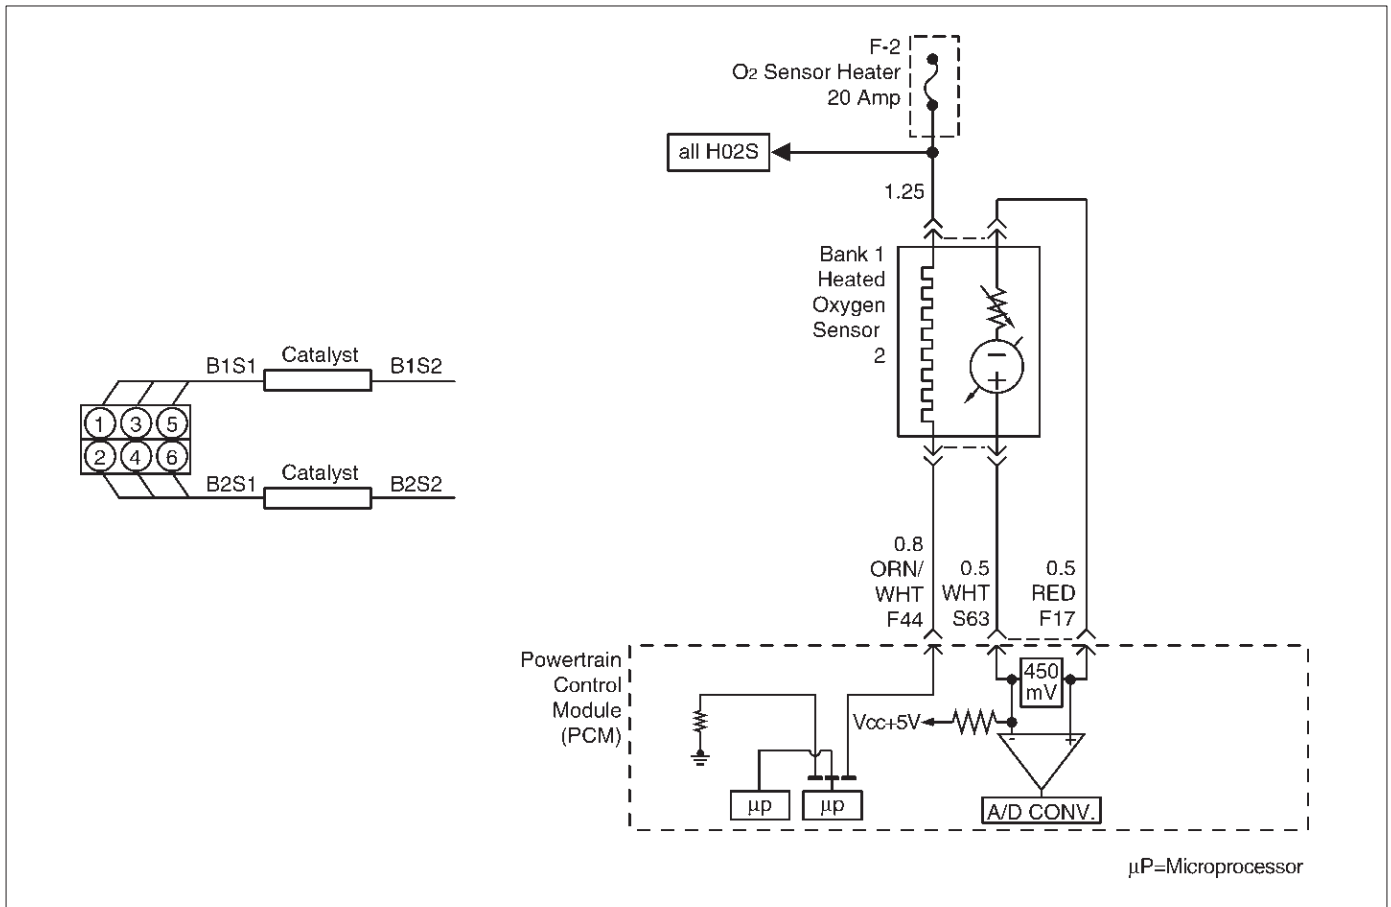 F-2
O2 Sensor Heater
20 Amp
all H02S
1.25
Bank 1
Heated
Oxygen
Sensor
2
−
+
B1S1
Catalyst
B1S2
1
3
5
2
4
6
B2S1
Catalyst
B2S2
0.8
ORN/
WHT
F44
0.5
WHT
S63
0.5
RED
F17
Powertrain
Control
Module
(PCM)
450
mV
Vcc+5V
-
+
μp
μp
A/D CONV.
μP=Microprocessor